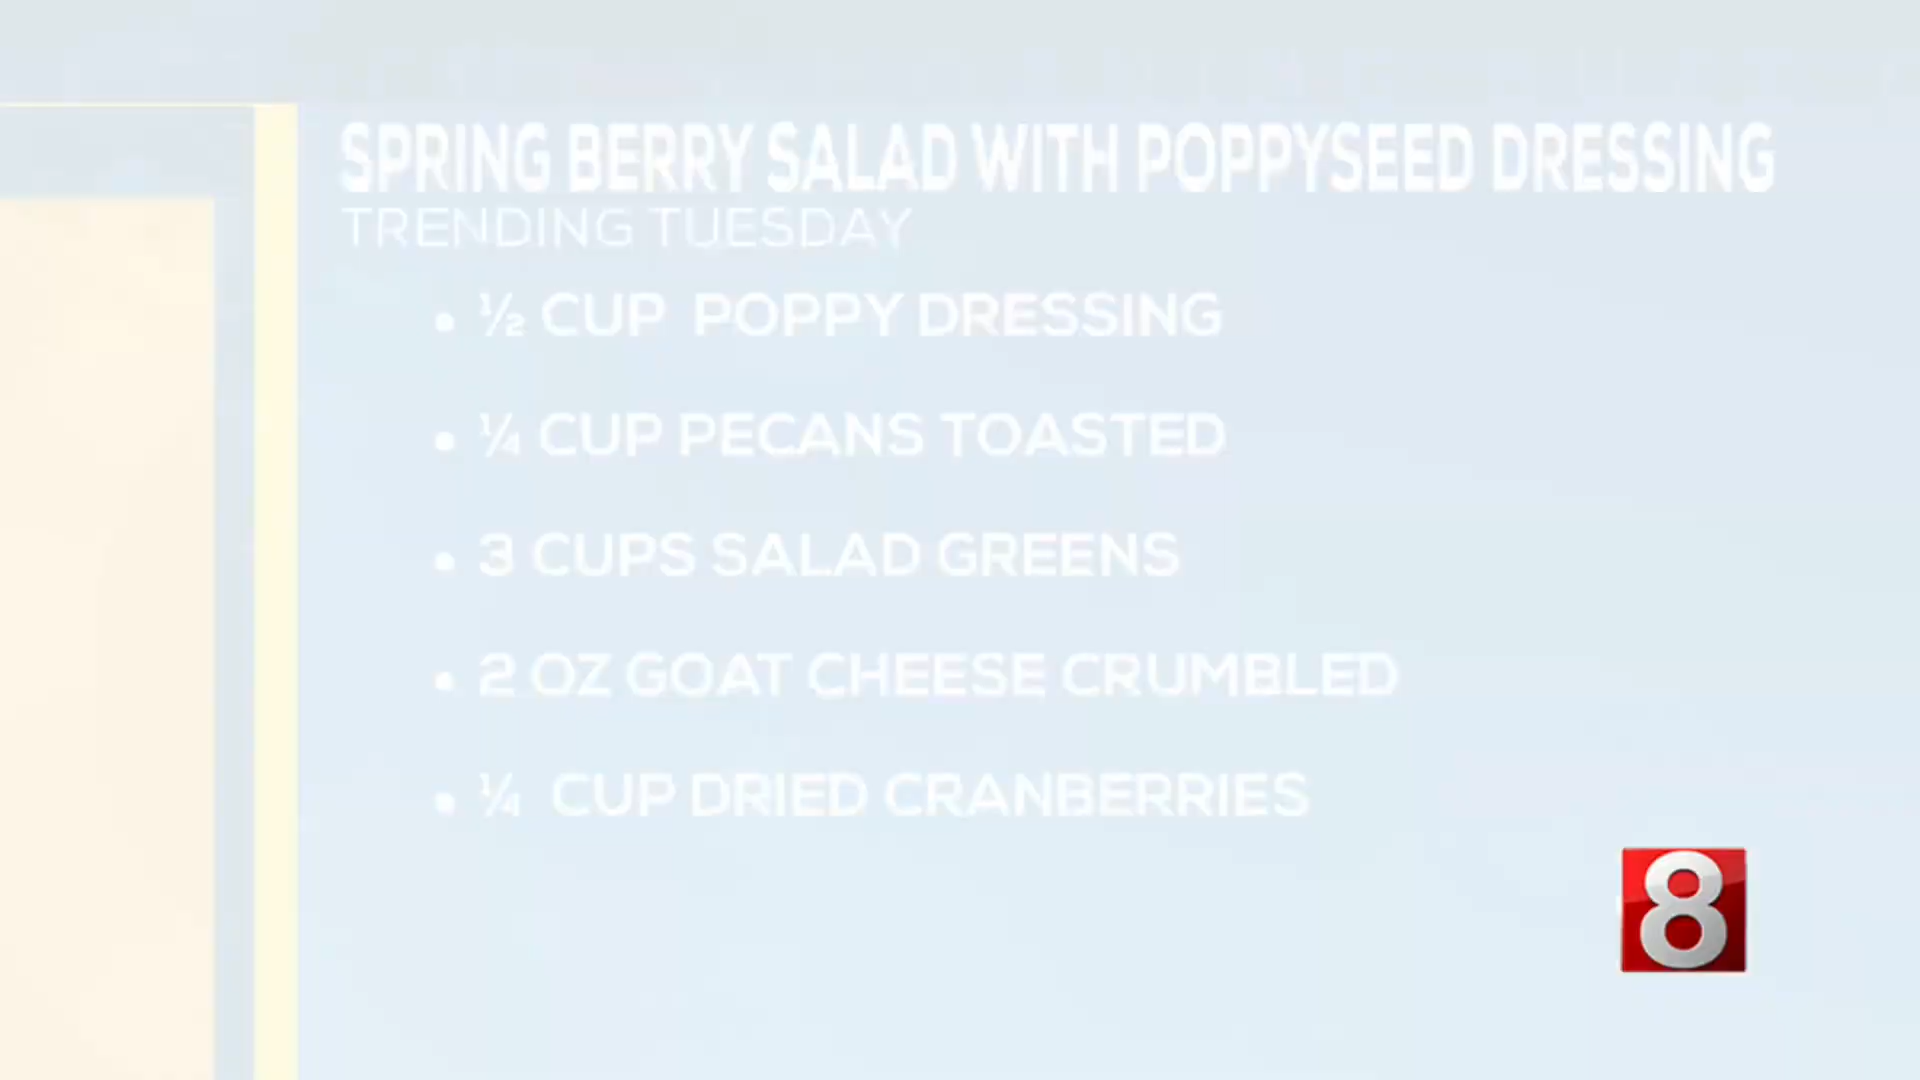 SPRING BERRY SALAD WITH POPPYSEED DRESSING
TRENDING TUESDAY
• ½ CUP POPPY DRESSING
• ¼ CUP PECANS TOASTED
• 3 CUPS SALAD GREENS
• 2 OZ GOAT CHEESE CRUMBLED
• ¼ CUP DRIED CRANBERRIES
8